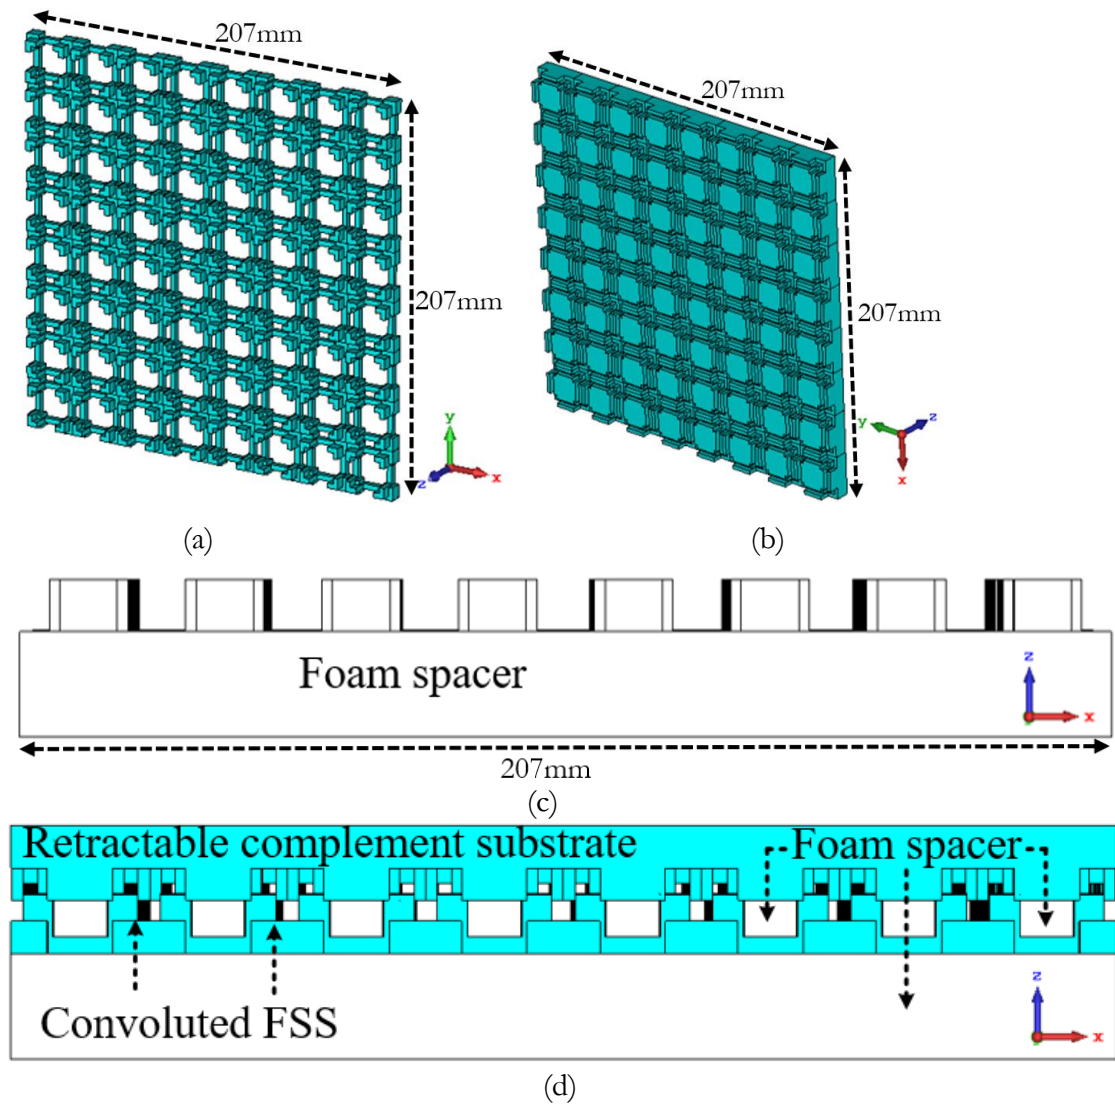 207mm
207mm
207mm
207mm
y
x
z
y
z
x
(a)
(b)
Foam spacer
z
x
207mm
(c)
Retractable complement substrate
Foam spacer
Convoluted FSS
z
x
(d)